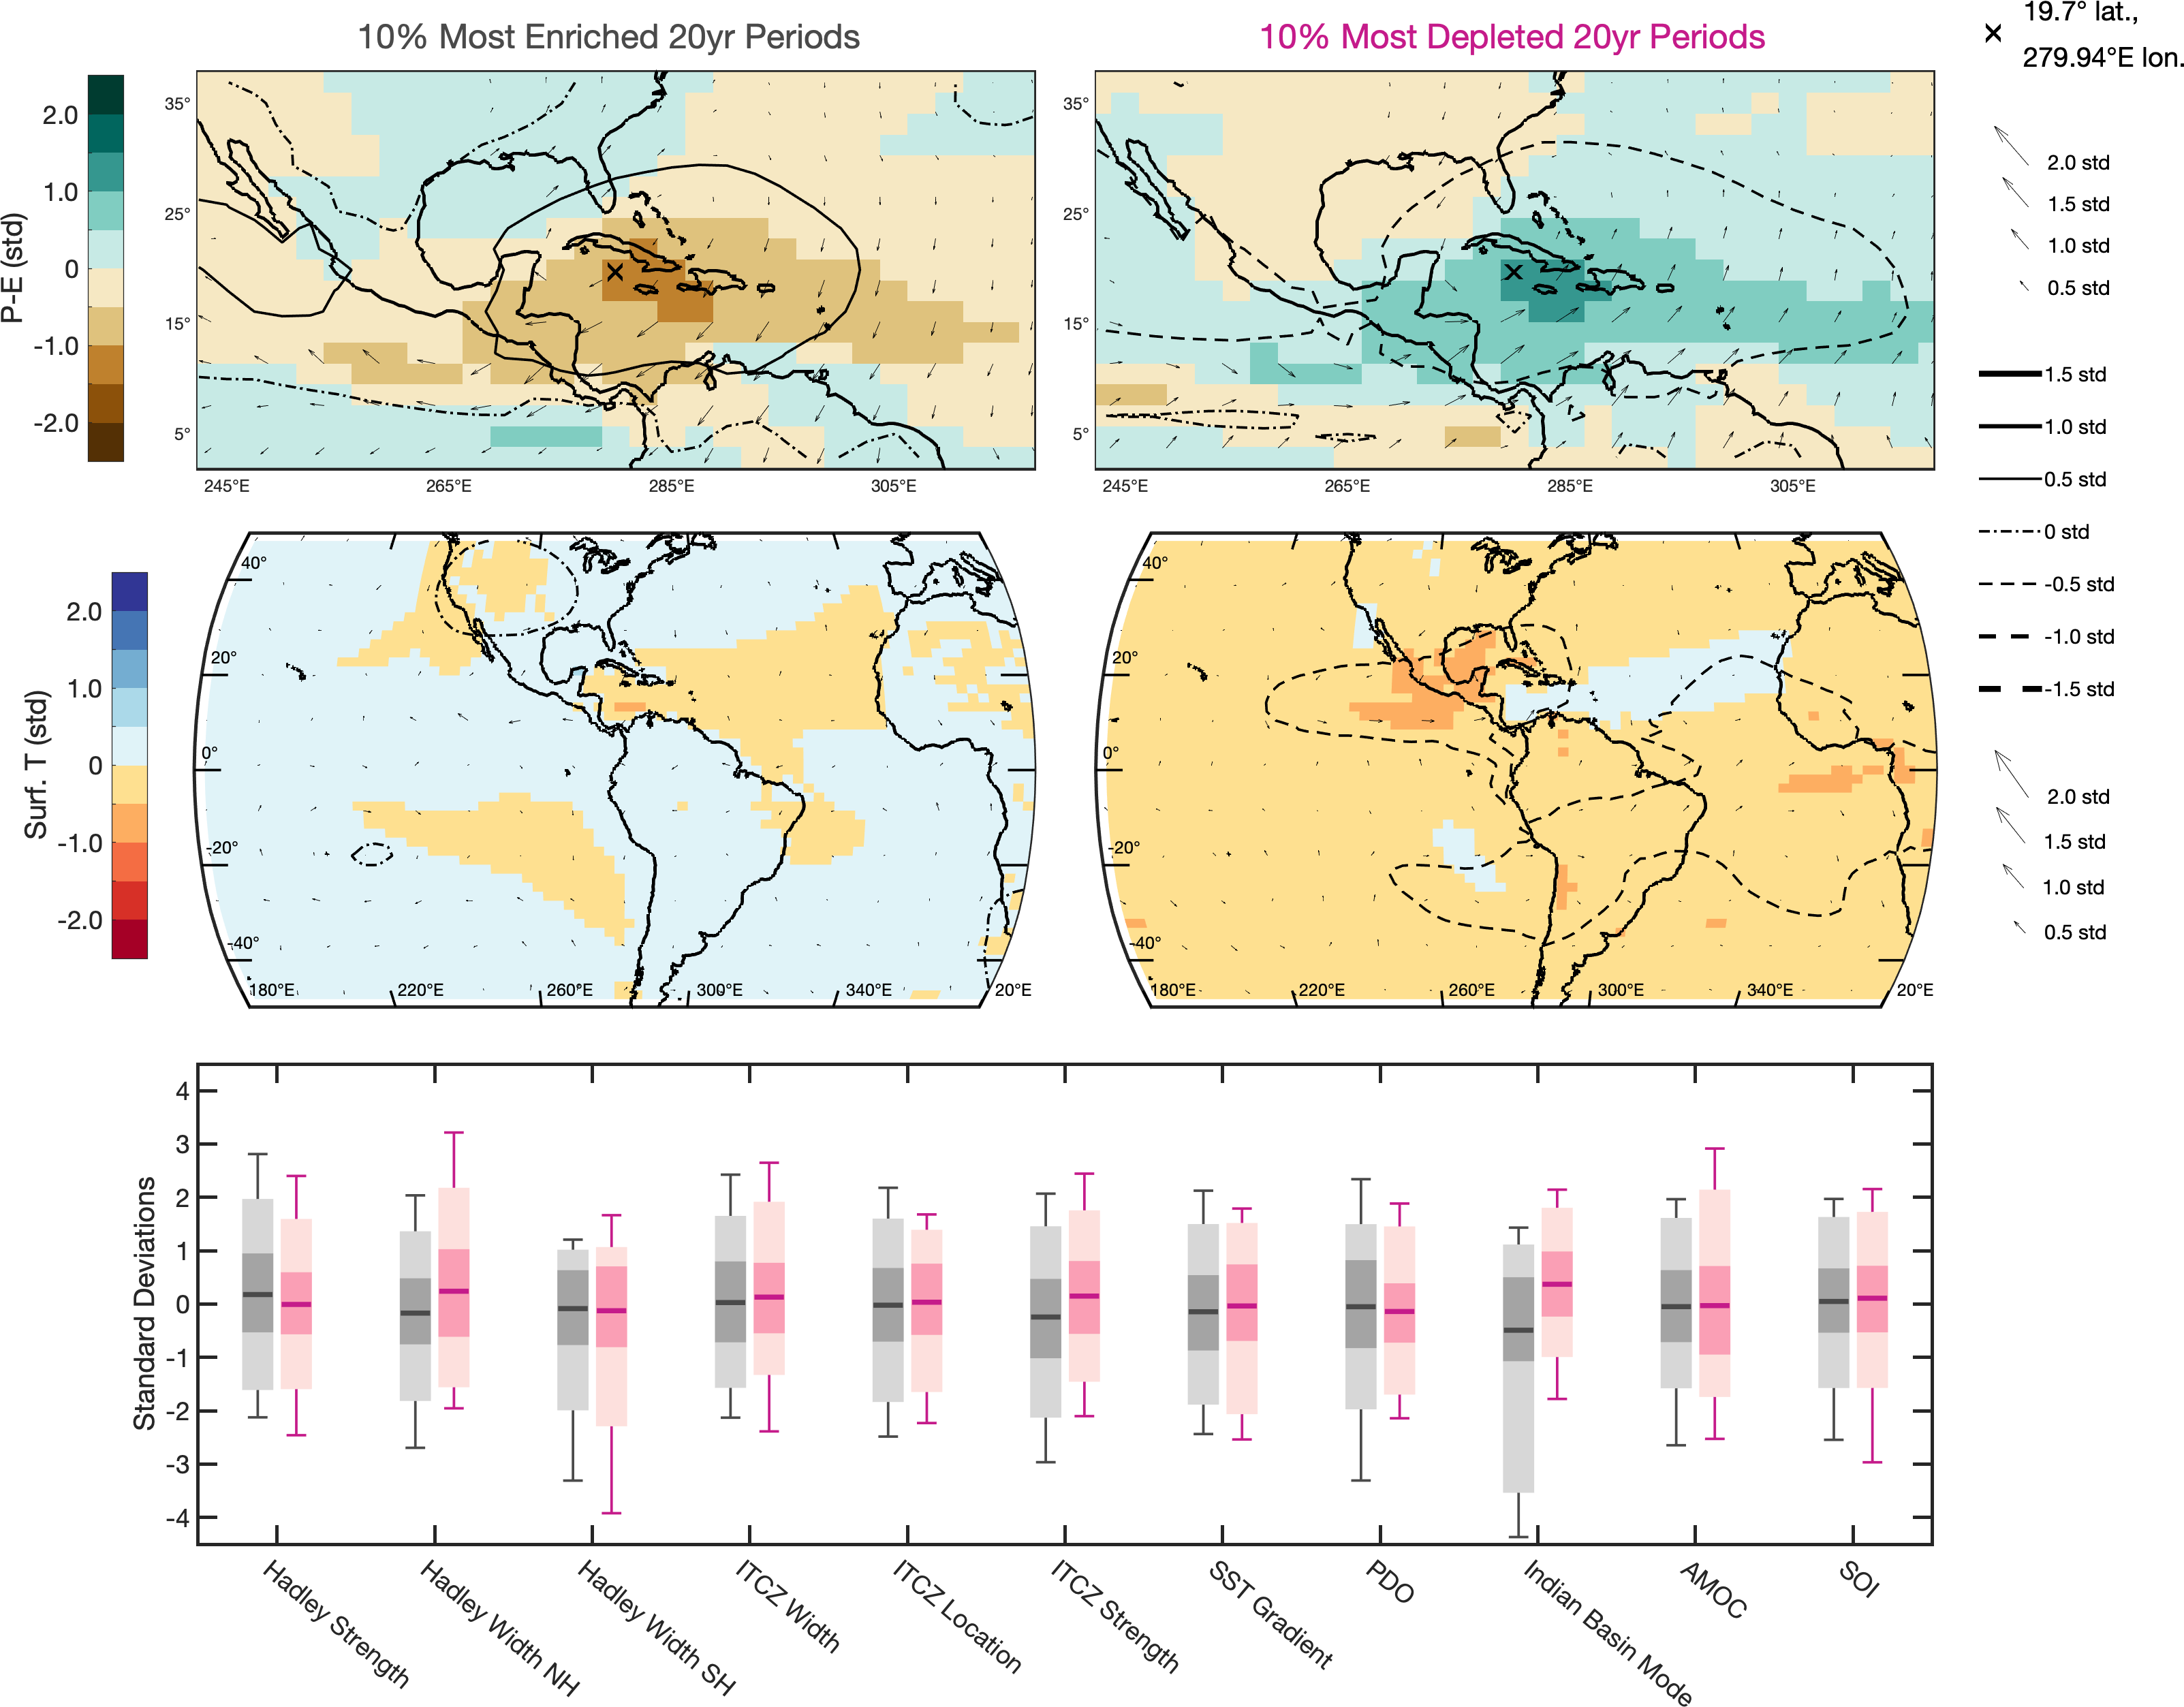 10% Most Enriched 20yr Periods
10% Most Depleted 20yr Periods
19.7° lat.,
279.94°E lon.
P-E (std)
2.0
1.0
0
-1.0
-2.0
35°
25°
15°
5°
245°E
265°E
285°E
305°E
35°
25°
15°
5°
245°E
265°E
285°E
305°E
2.0 std
1.5 std
1.0 std
0.5 std
1.5 std
1.0 std
0.5 std
0 std
-0.5 std
-1.0 std
-1.5 std
Surf. T (std)
2.0
1.0
0
-1.0
-2.0
40°
20°
0°
-20°
-40°
180°E
220°E
260°E
300°E
340°E
20°E
40°
20°
0°
-20°
-40°
180°E
220°E
260°E
300°E
340°E
20°E
2.0 std
1.5 std
1.0 std
0.5 std
Standard Deviations
4
3
2
1
0
-1
-2
-3
-4
Hadley Strength
Hadley Width NH
Hadley Width SH
ITCZ Width
ITCZ Location
ITCZ Strength
SST Gradient
PDO
Indian Basin Mode
AMOC
SOI